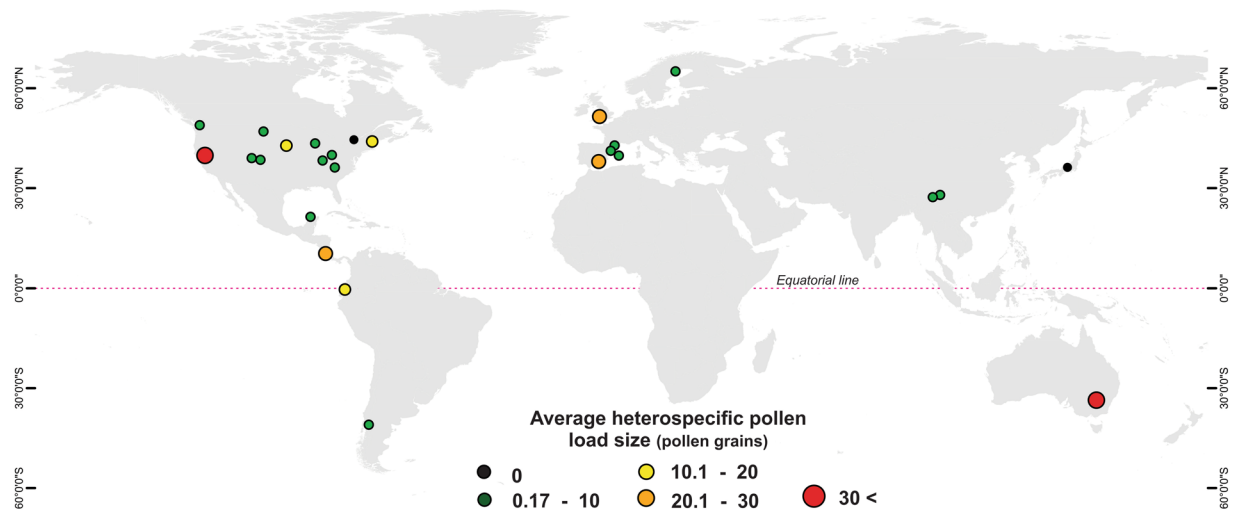 60°0'0"N
60°0'0"N
30°0'0"N
30°0'0"N
Equatorial line
0°0'0"
0°0'0"
30°0'0"S
30°0'0"S
Average heterospecific pollen
load size (pollen grains)
0
10.1 - 20
0.17 - 10
20.1 - 30
30 <
60°0'0"S
60°0'0"S